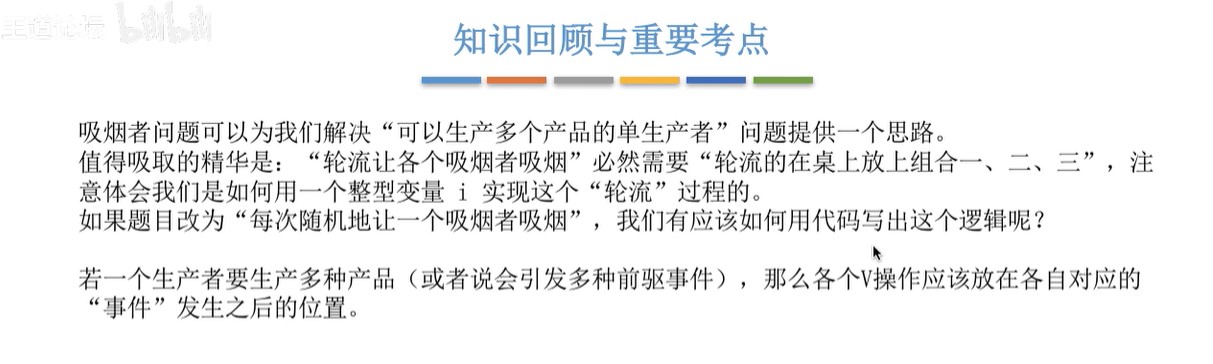 王道论坛 bilibili
知识回顾与重要考点
吸烟者问题可以为我们解决“可以生产多个产品的单生产者”问题提供一个思路。
值得吸取的精华是：“轮流让各个吸烟者吸烟”必然需要“轮流的在桌上放上组合一、二、三”，注
意体会我们是如何用一个整型变量 i 实现这个“轮流”过程的。
如果题目改为“每次随机地让一个吸烟者吸烟”，我们有应该如何用代码写出这个逻辑呢？
若一个生产者要生产多种产品（或者说会引发多种前驱事件），那么各个V操作应该放在各自对应的
“事件”发生之后的位置。